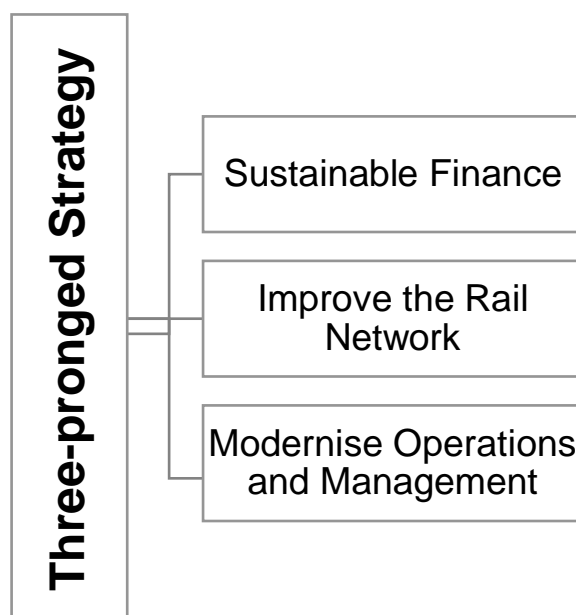 Three-pronged Strategy
Sustainable Finance
Improve the Rail
Network
Modernise Operations
and Management